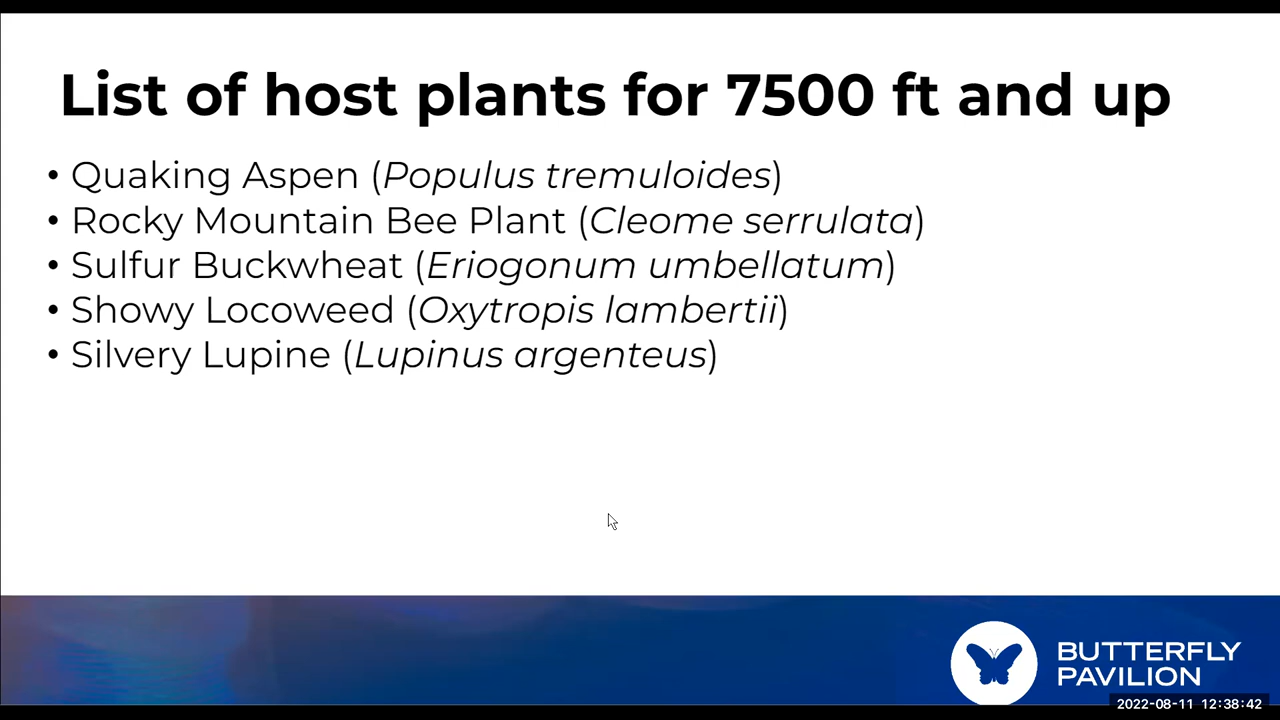 List of host plants for 7500 ft and up
• Quaking Aspen (Populus tremuloides)
• Rocky Mountain Bee Plant (Cleome serrulata)
• Sulfur Buckwheat (Eriogonum umbellatum)
• Showy Locoweed (Oxytropis lambertii)
• Silvery Lupine (Lupinus argenteus)
BUTTERFLY
PAVILION
2022-08-11 12:38:42